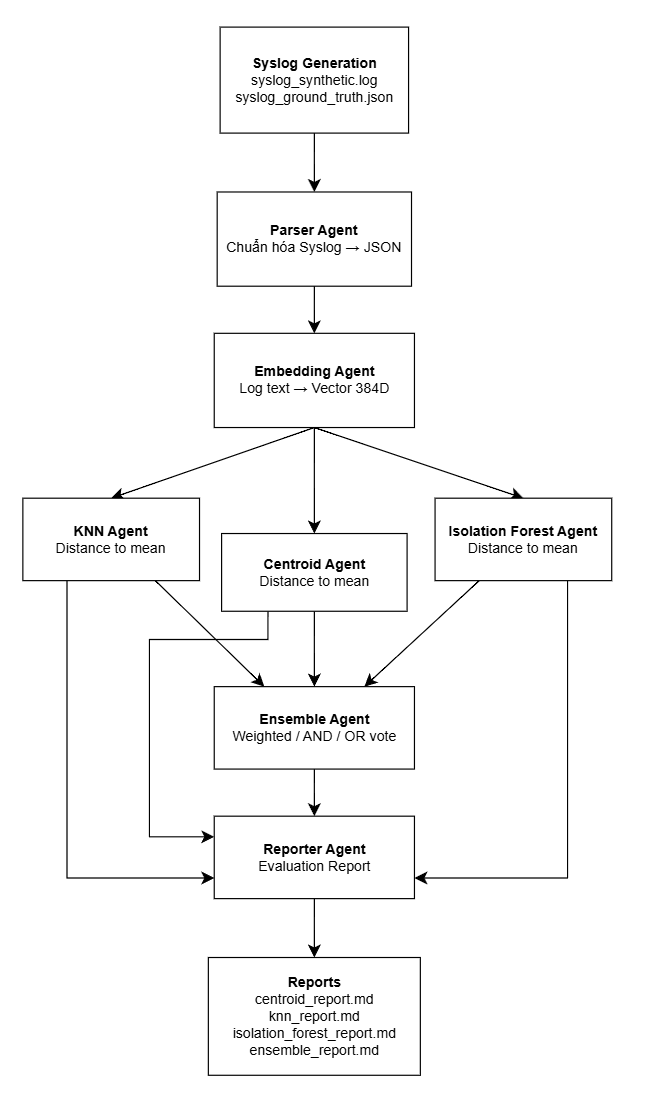 Syslog Generation
syslog_synthetic.log
syslog_ground_truth.json
Parser Agent
Chuẩn hóa Syslog → JSON
Embedding Agent
Log text → Vector 384D
KNN Agent
Distance to mean
Centroid Agent
Distance to mean
Isolation Forest Agent
Distance to mean
Ensemble Agent
Weighted / AND / OR vote
Reporter Agent
Evaluation Report
Reports
centroid_report.md
knn_report.md
isolation_forest_report.md
ensemble_report.md